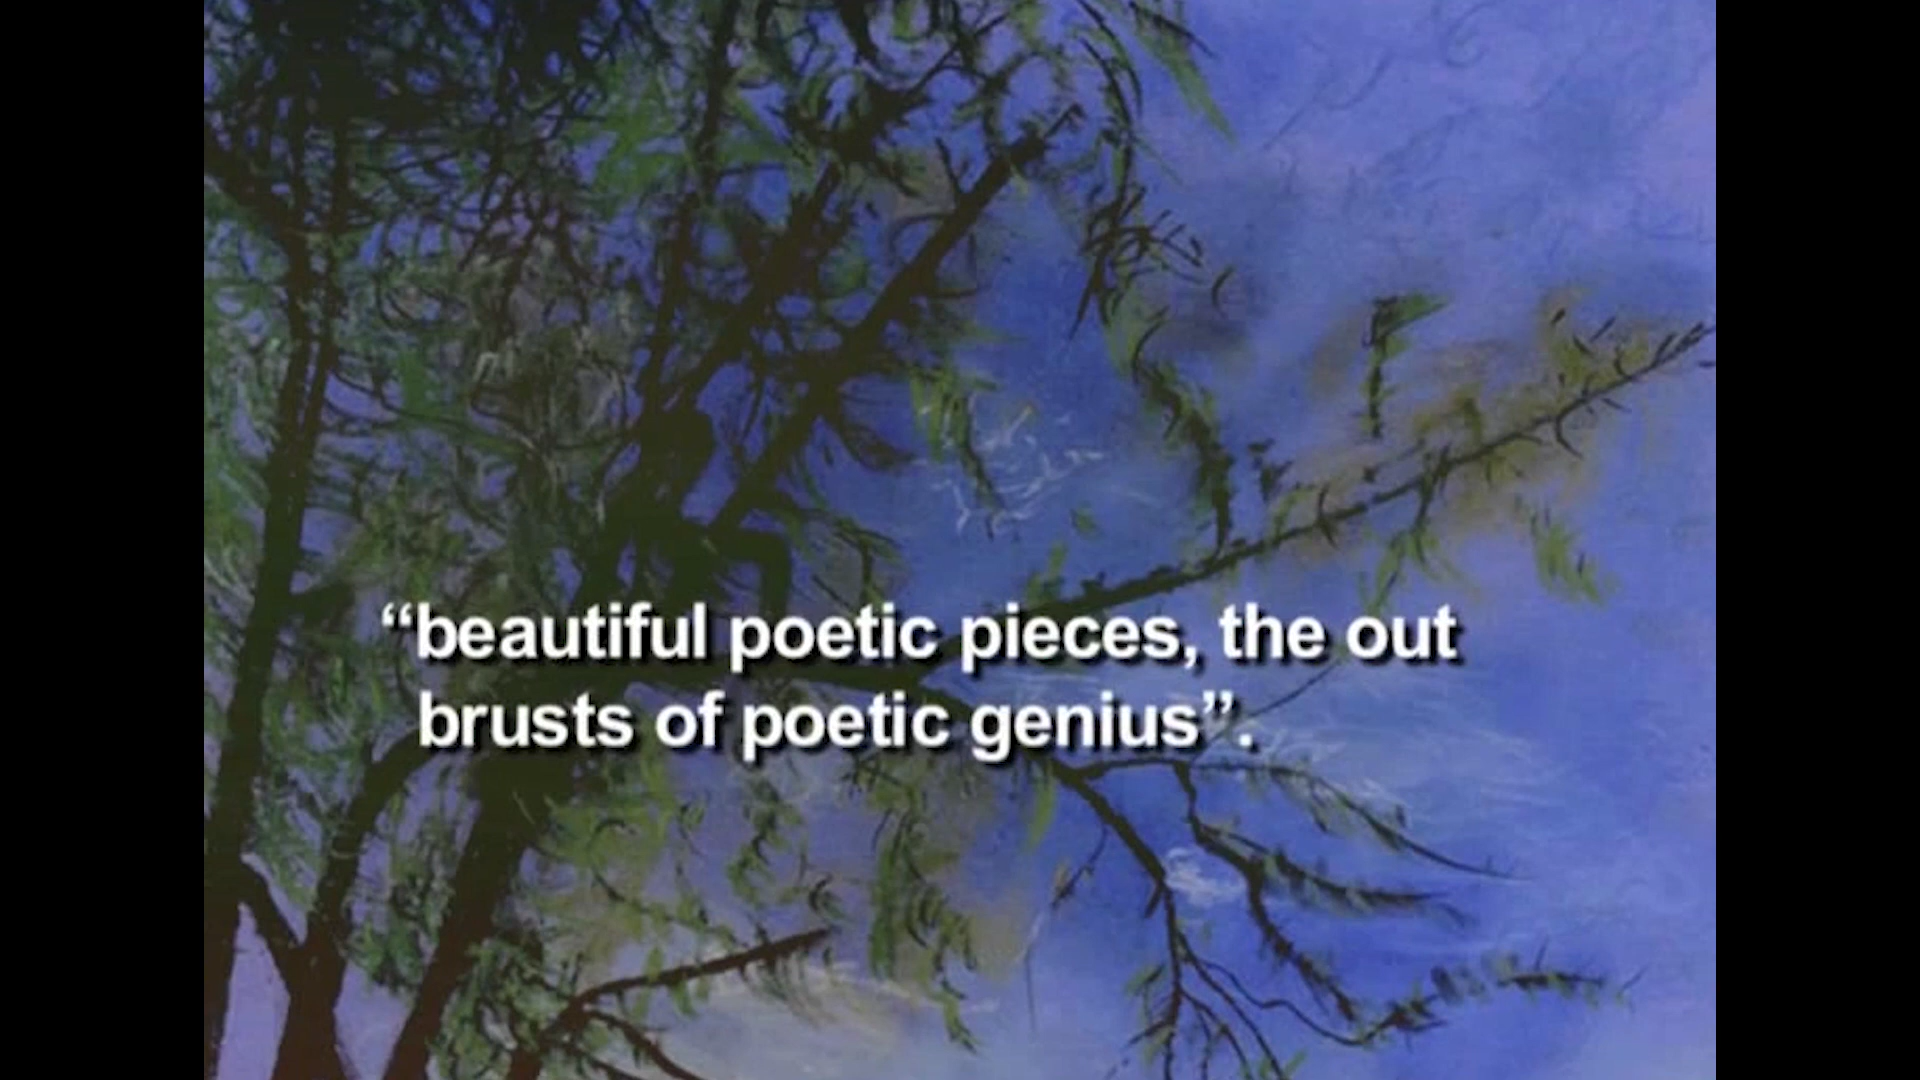 “beautiful poetic pieces, the out
brusts of poetic genius”.